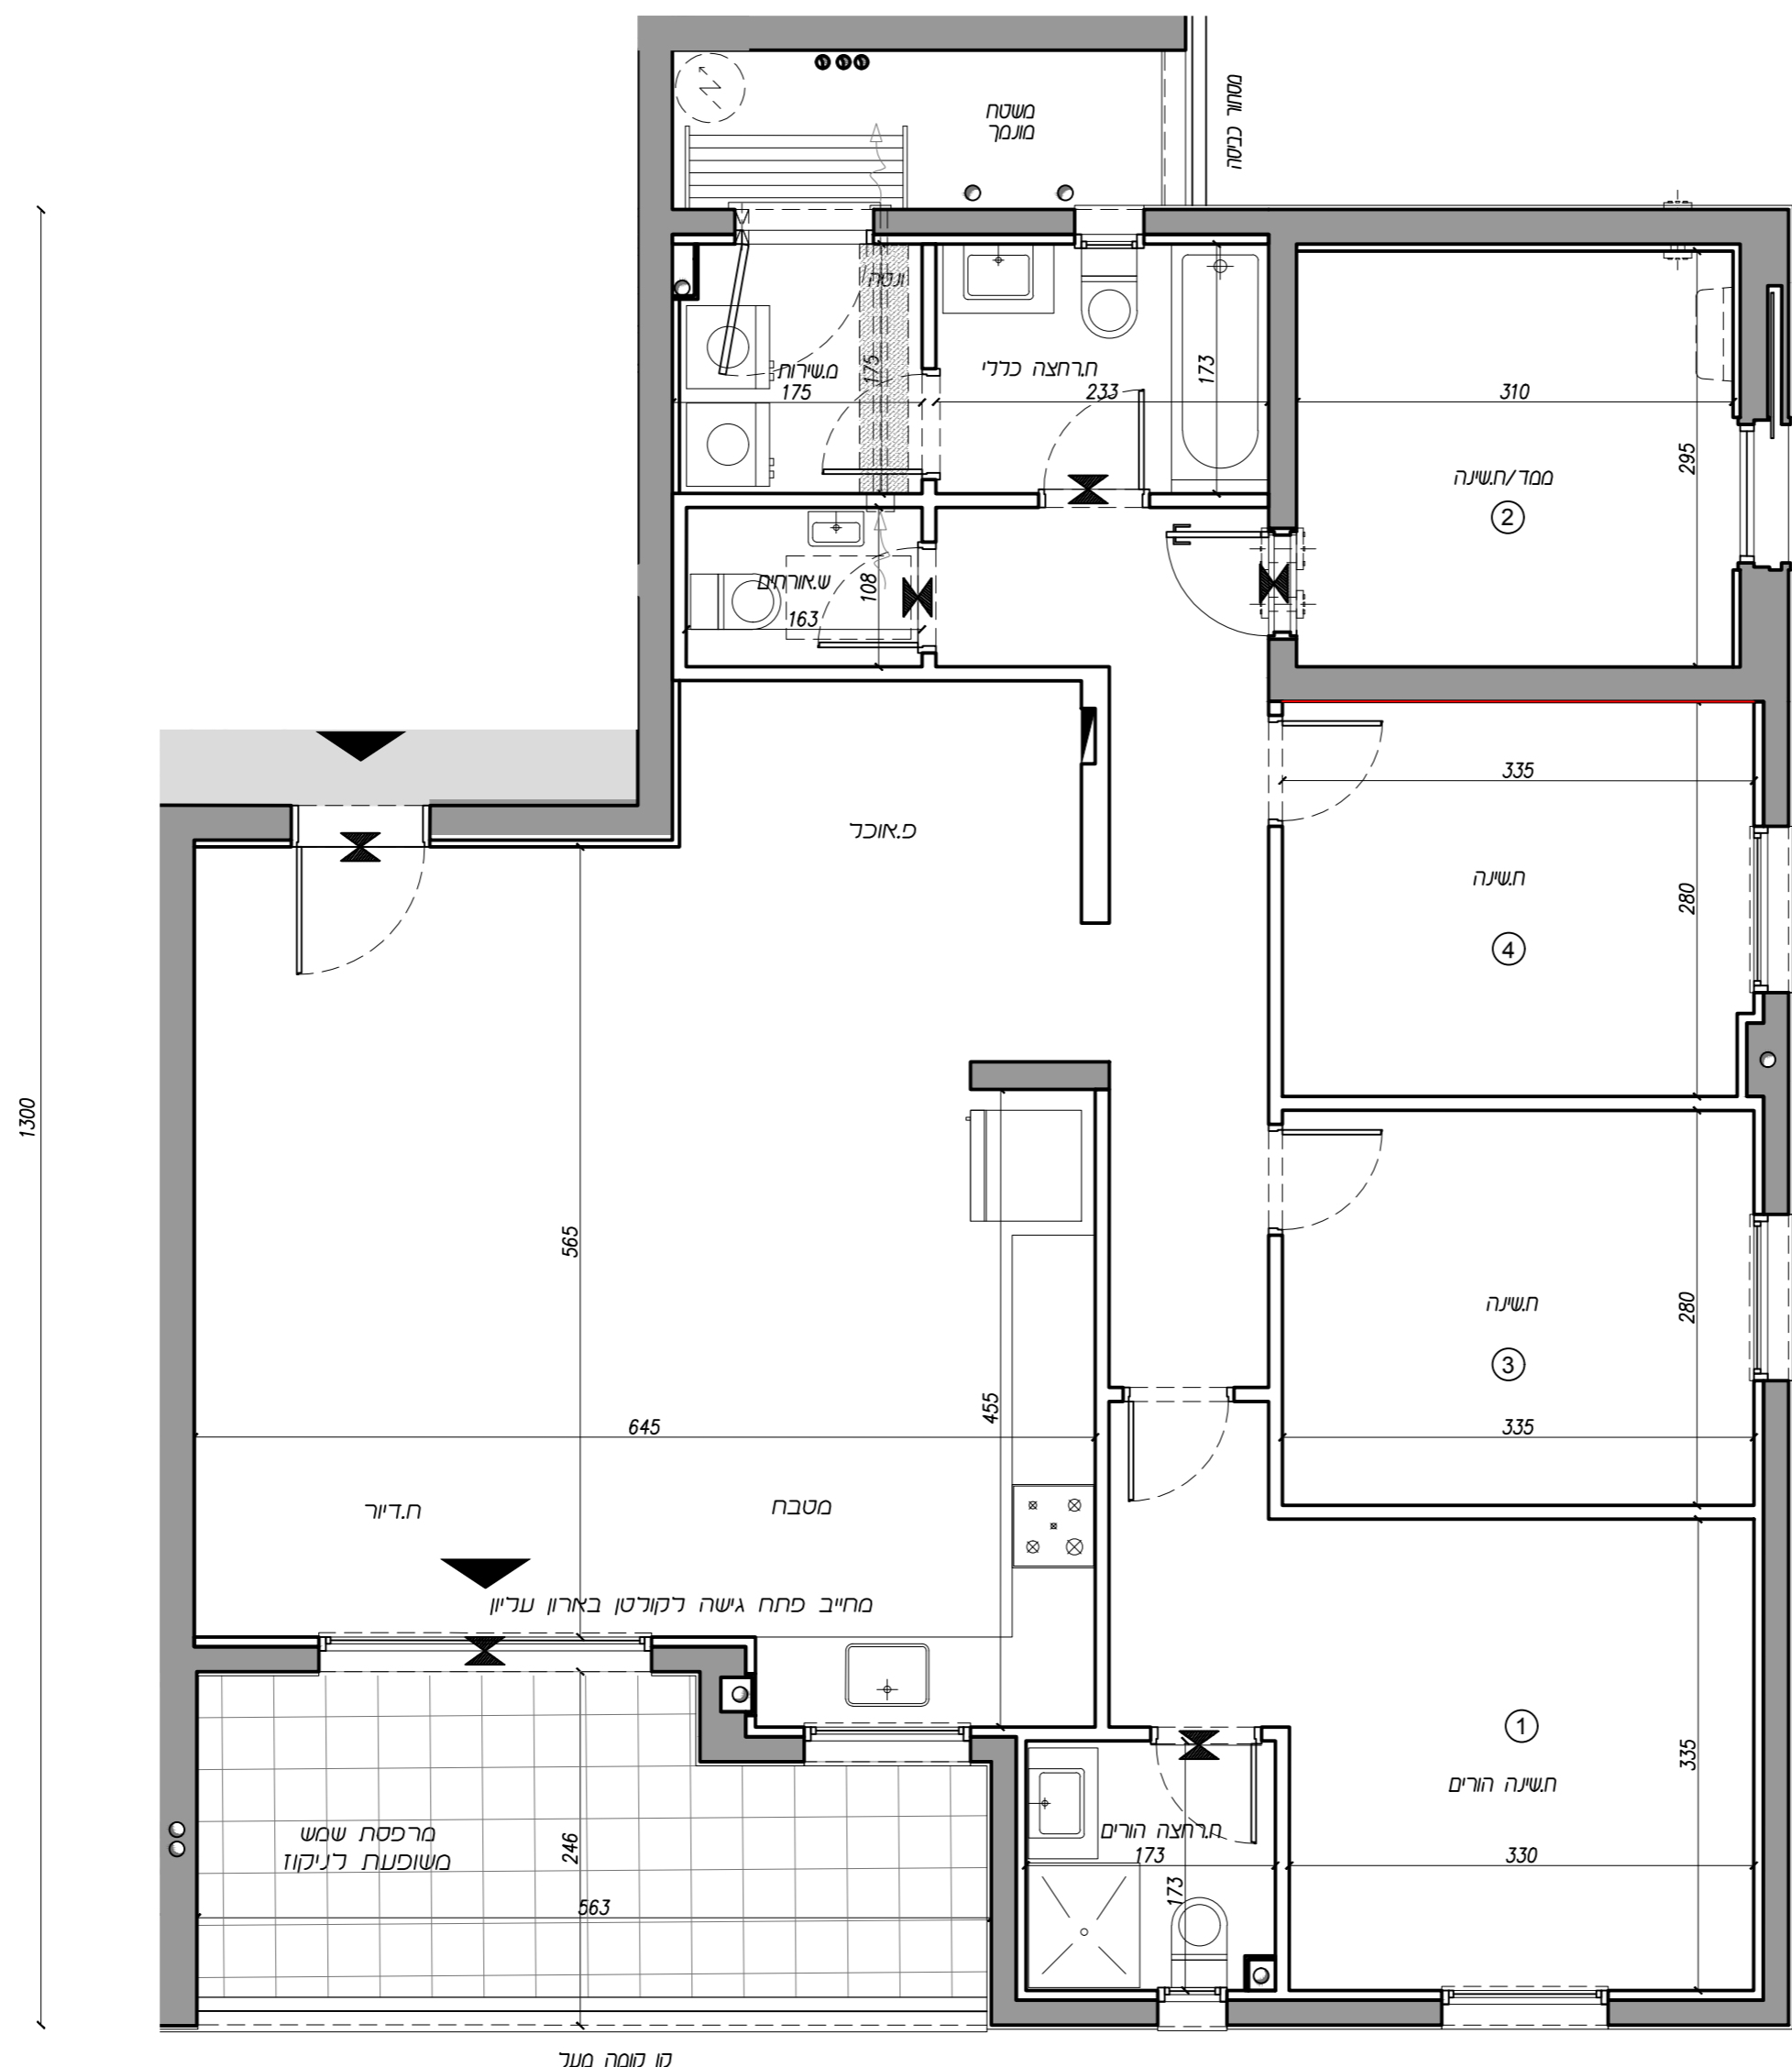 משטח
מונמך
מסתור כביסה
ונטה
מ.שירות
175
175
ח.רחצה כללי
233
173
310
295
ממד/ח.שינה
2
ש.אורחים
163
108
פ.אוכל
335
ח.שינה
280
4
1300
565
ח.שינה
280
3
335
455
645
ח.דיור
מטבח
מחייב פתח גישה לקולטן בארון עליון
1
335
ח.שינה הורים
330
ח.רחצה הורים
173
173
מרפסת שמש
משופעת לניקוז
246
563
קו קומה מעל